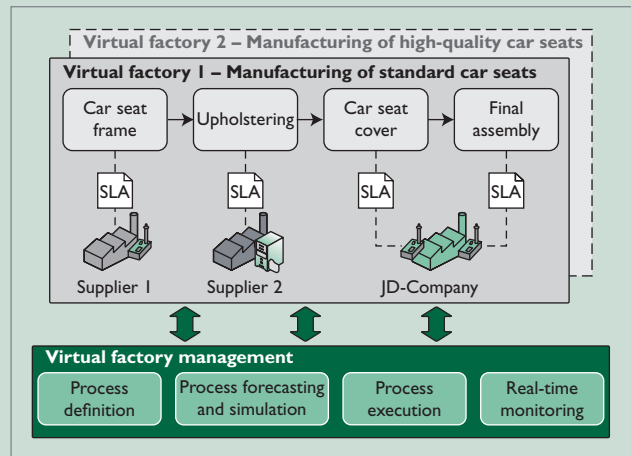 Virtual factory 2 – Manufacturing of high-quality car seats
Virtual factory 1 – Manufacturing of standard car seats
Car seat
frame
Upholstering
Car seat
cover
Final
assembly
SLA
SLA
SLA
SLA
Supplier 1
Supplier 2
JD-Company
Virtual factory management
Process
definition
Process forecasting
and simulation
Process
execution
Real-time
monitoring